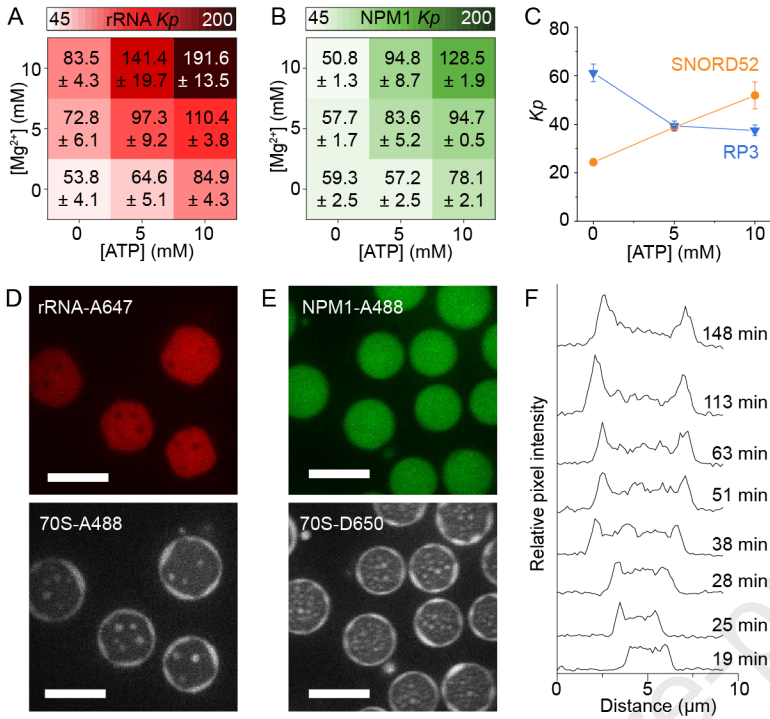 A
45 rRNA Kp 200
[Mg²⁺] (mM)
10
5
0
83.5 ± 4.3
141.4 ± 19.7
191.6 ± 13.5
72.8 ± 6.1
97.3 ± 9.2
110.4 ± 3.8
53.8 ± 4.1
64.6 ± 5.1
84.9 ± 4.3
0 5 10
[ATP] (mM)
B
45 NPM1 Kp 200
[Mg²⁺] (mM)
10
5
0
50.8 ± 1.3
94.8 ± 8.7
128.5 ± 1.9
57.7 ± 1.7
83.6 ± 5.2
94.7 ± 0.5
59.3 ± 2.5
57.2 ± 2.5
78.1 ± 2.1
0 5 10
[ATP] (mM)
C
Kp
80
60
40
20
0
SNORD52
RP3
0 5 10
[ATP] (mM)
D
rRNA-A647
70S-A488
E
NPM1-A488
70S-D650
F
Relative pixel intensity
148 min
113 min
63 min
51 min
38 min
28 min
25 min
19 min
0 5 10
Distance (µm)